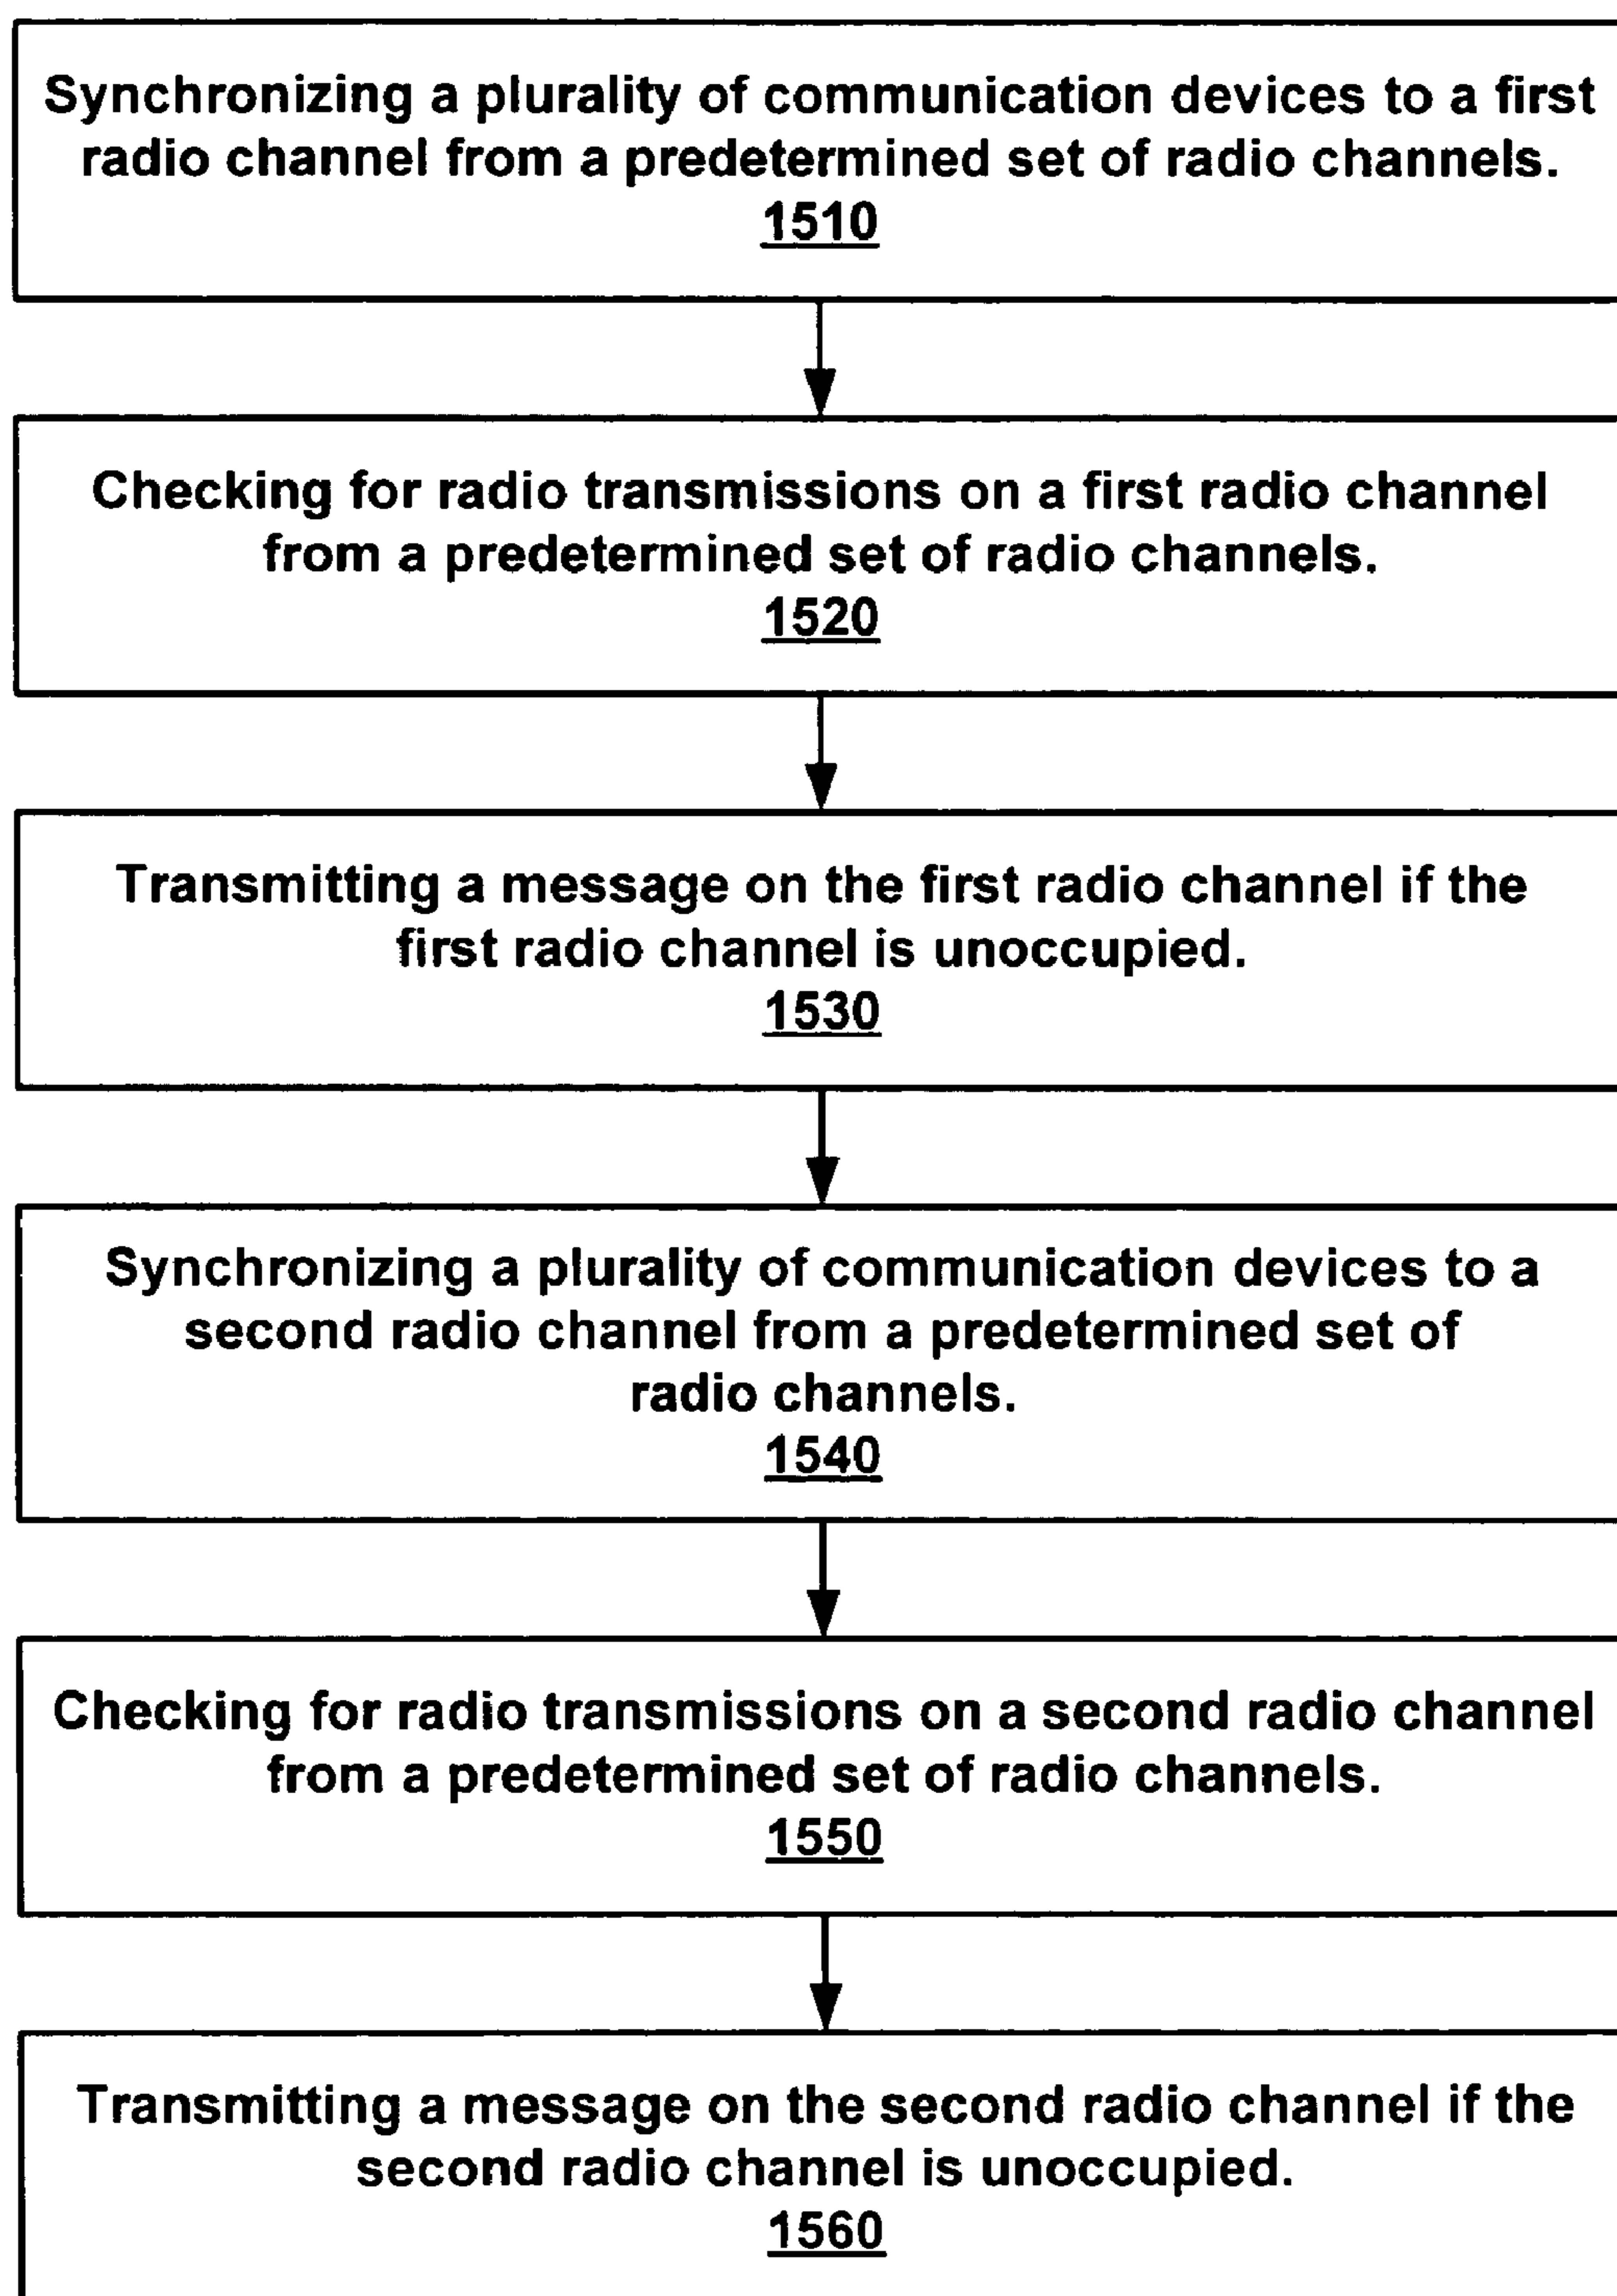 Synchronizing a plurality of communication devices to a first
radio channel from a predetermined set of radio channels.
1510
Checking for radio transmissions on a first radio channel
from a predetermined set of radio channels.
1520
Transmitting a message on the first radio channel if the
first radio channel is unoccupied.
1530
Synchronizing a plurality of communication devices to a
second radio channel from a predetermined set of
radio channels.
1540
Checking for radio transmissions on a second radio channel
from a predetermined set of radio channels.
1550
Transmitting a message on the second radio channel if the
second radio channel is unoccupied.
1560